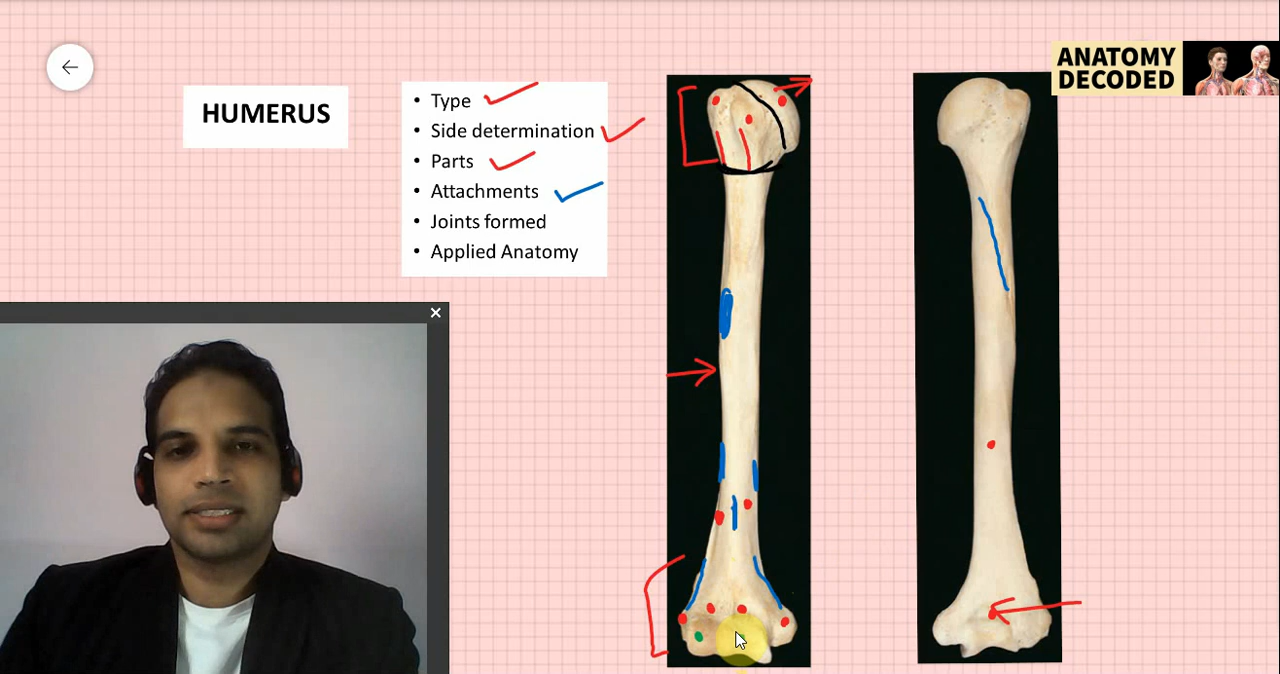 ANATOMY
DECODED
HUMERUS
• Type
• Side determination
• Parts
• Attachments
• Joints formed
• Applied Anatomy